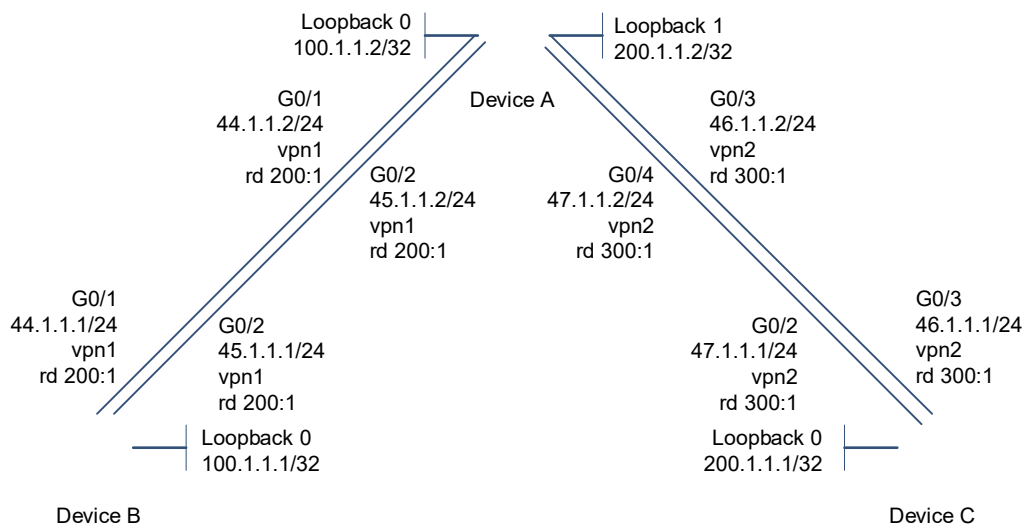 Loopback 0
100.1.1.2/32
Loopback 1
200.1.1.2/32
Device A
G0/1
44.1.1.2/24
vpn1
rd 200:1
G0/2
45.1.1.2/24
vpn1
rd 200:1
G0/3
46.1.1.2/24
vpn2
rd 300:1
G0/4
47.1.1.2/24
vpn2
rd 300:1
G0/1
44.1.1.1/24
vpn1
rd 200:1
G0/2
45.1.1.1/24
vpn1
rd 200:1
G0/2
47.1.1.1/24
vpn2
rd 300:1
G0/3
46.1.1.1/24
vpn2
rd 300:1
Loopback 0
100.1.1.1/32
Loopback 0
200.1.1.1/32
Device B
Device C